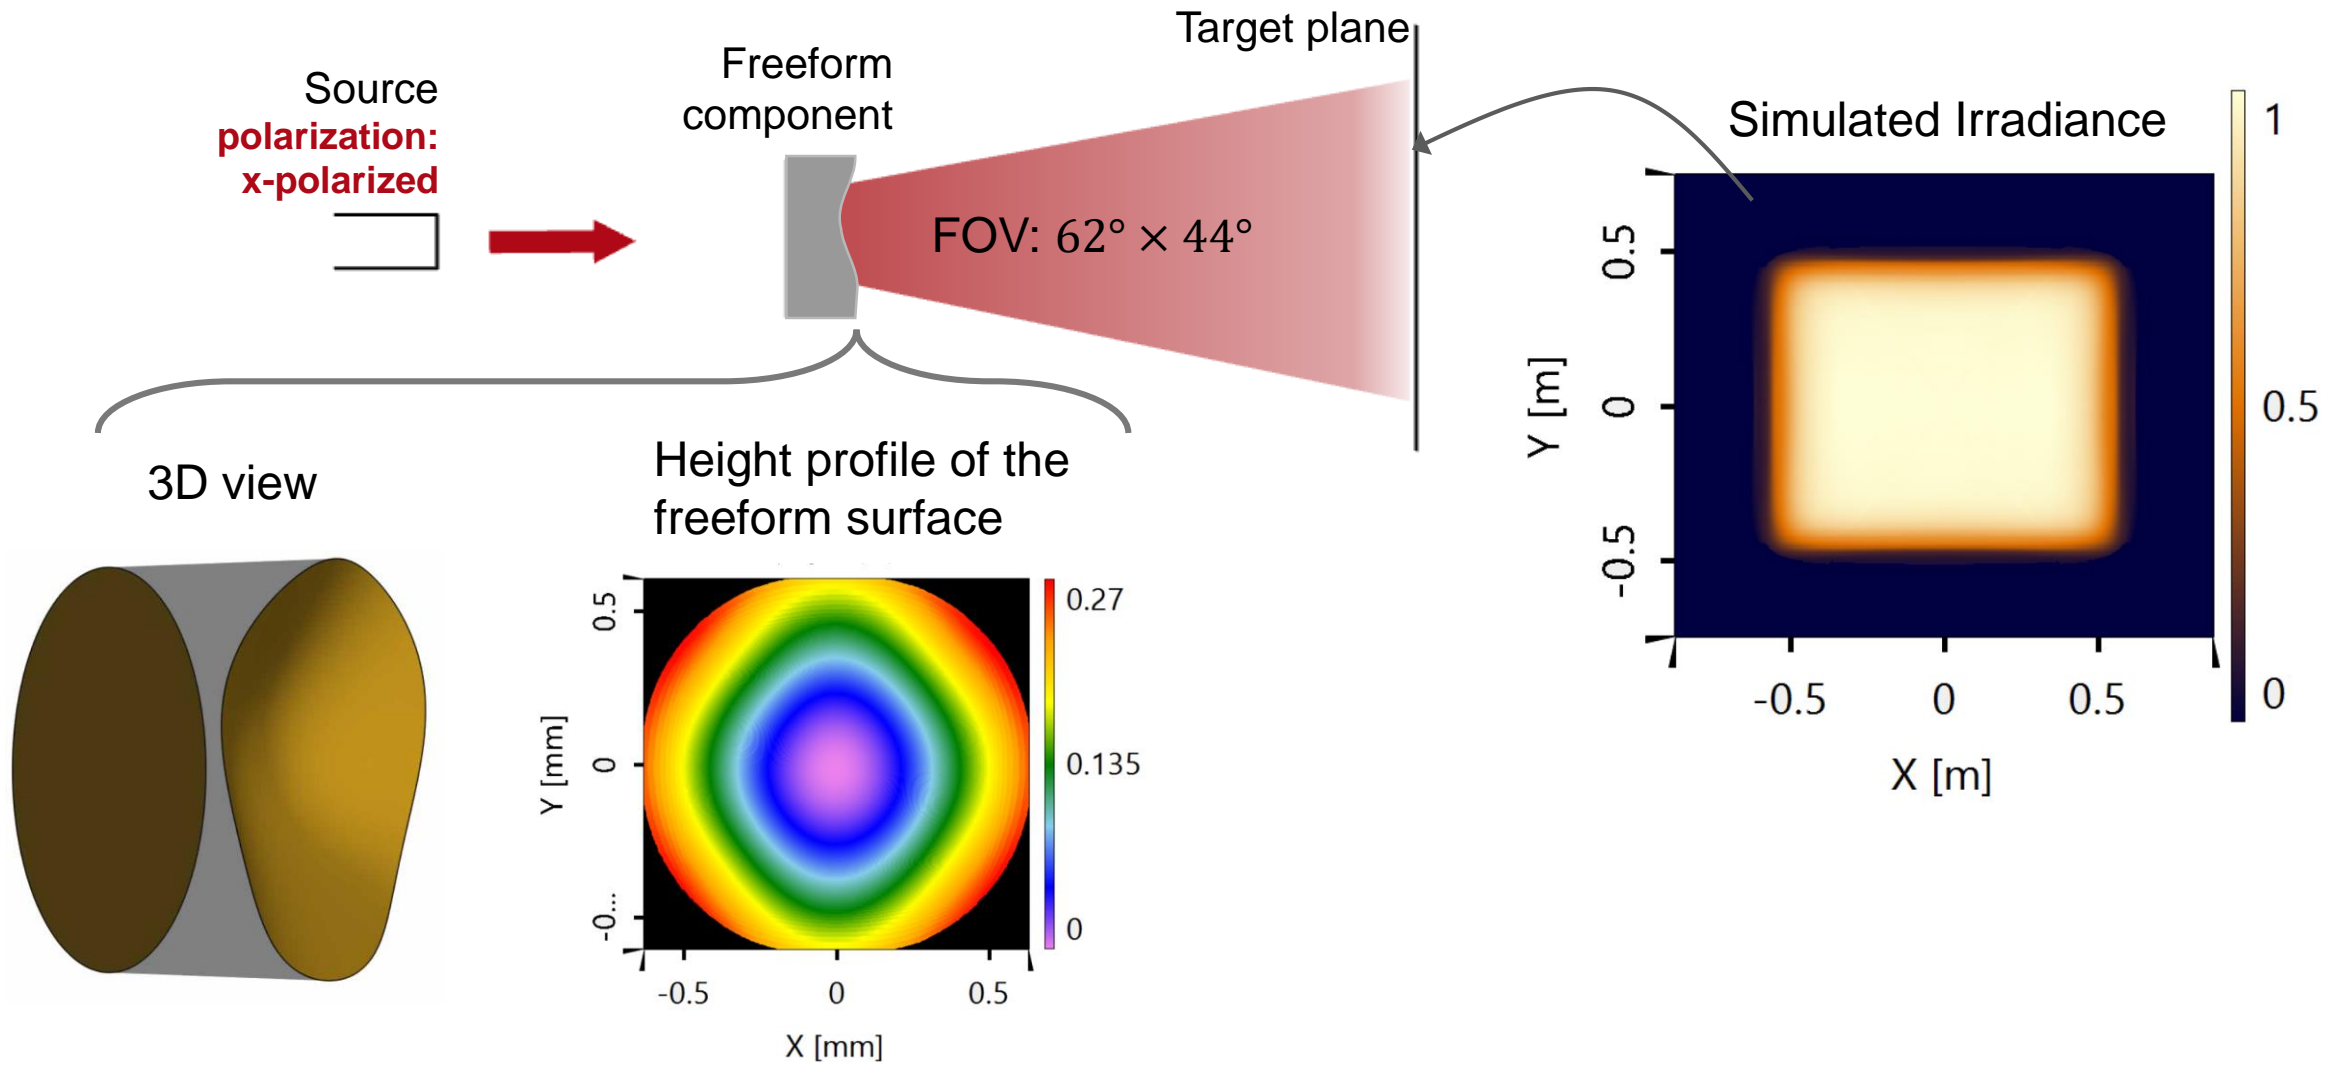 Target plane
Freeform
component
Source
polarization:
x-polarized
FOV: 62° × 44°
Simulated Irradiance
1
0.5
0
0.5
0
-0.5
Y [m]
-0.5
0
0.5
X [m]
3D view
Height profile of the
freeform surface
0.27
0.135
0
0.5
0
-0...
Y [mm]
-0.5
0
0.5
X [mm]